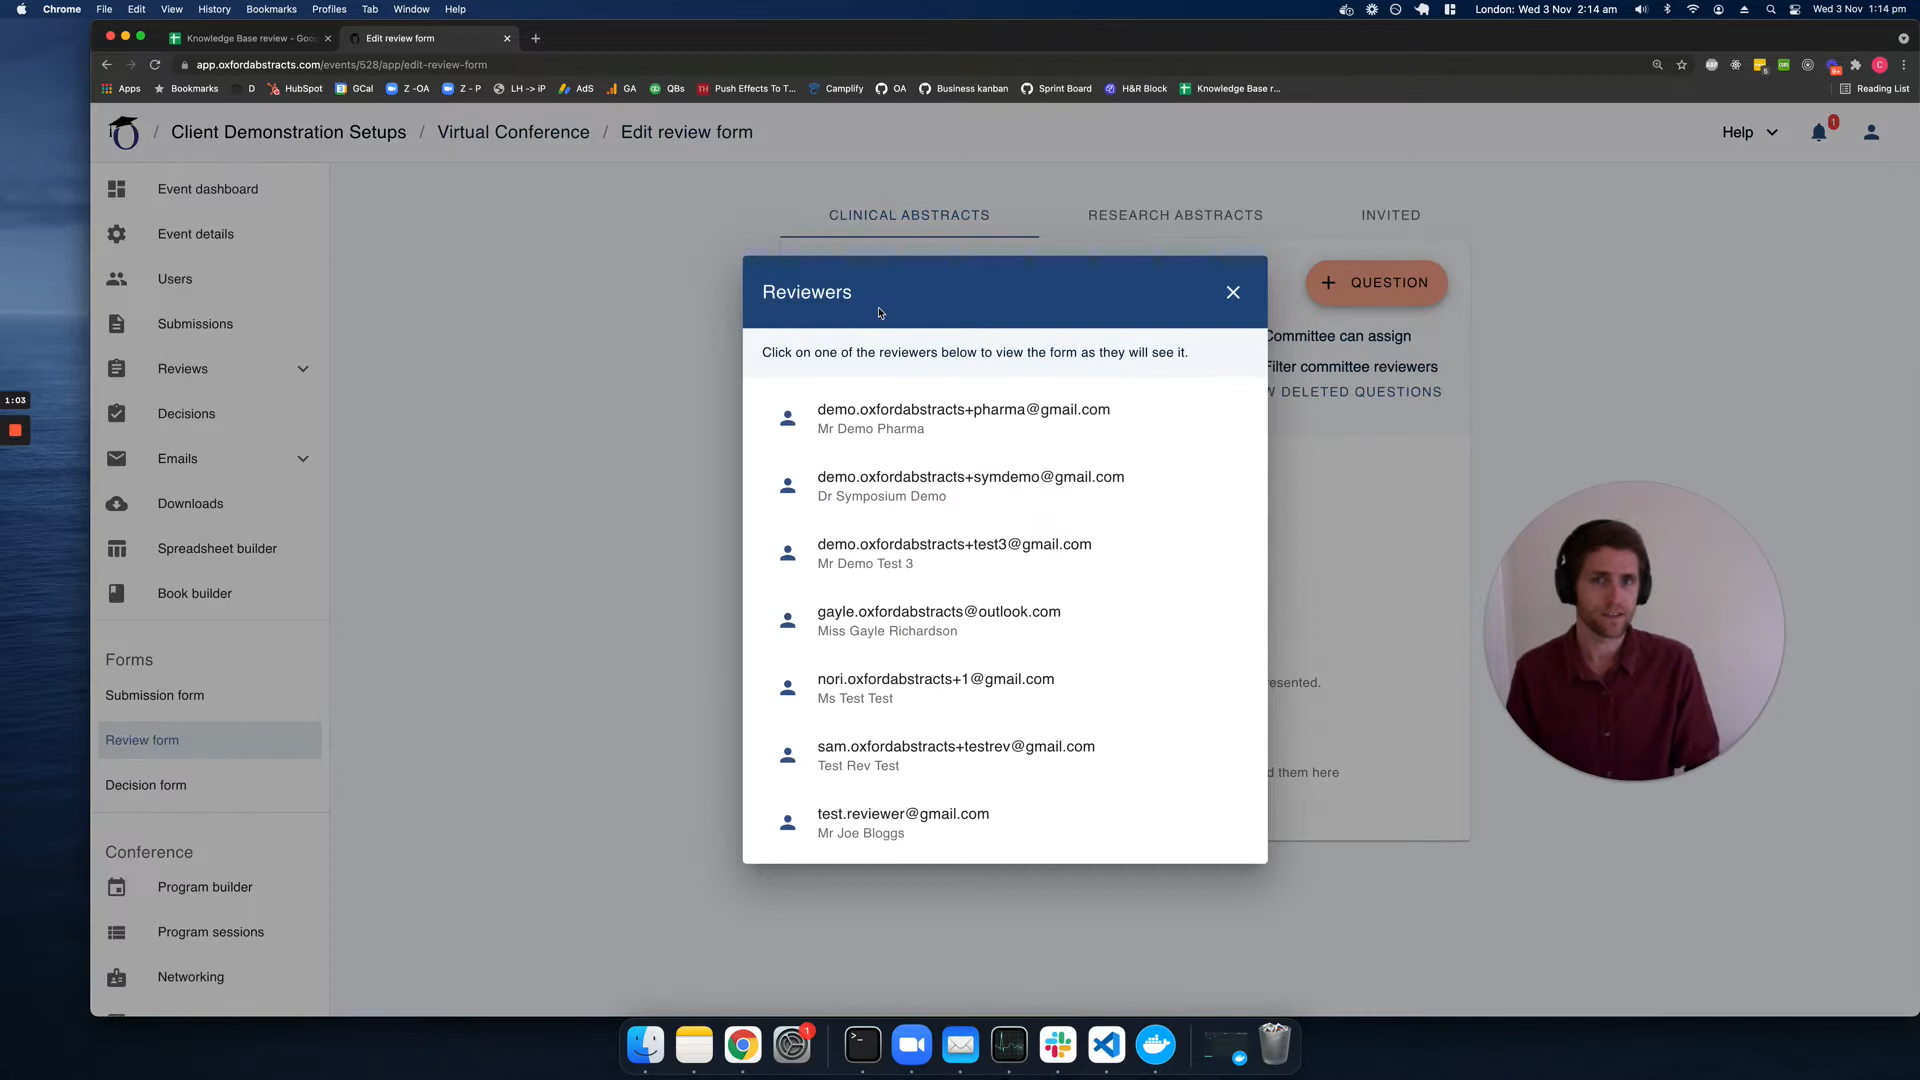 Chrome File Edit View History Bookmarks Profiles Tab Window Help
London: Wed 3 Nov 2:14 am
Wed 3 Nov 1:14 pm
Knowledge Base review - Goo
Edit review form
app.oxfordabstracts.com/events/528/app/edit-review-form
Apps Bookmarks D HubSpot GCal Z -OA Z - P LH -> iP AdS GA QBs Push Effects To T... Camplify OA Business kanban Sprint Board H&R Block Knowledge Base r... Reading List
/ Client Demonstration Setups / Virtual Conference / Edit review form
Help
1
Event dashboard
Event details
Users
Submissions
Reviews
Decisions
Emails
Downloads
Spreadsheet builder
Book builder
Forms
Submission form
Review form
Decision form
Conference
Program builder
Program sessions
Networking
1:03
CLINICAL ABSTRACTS RESEARCH ABSTRACTS INVITED
+ QUESTION
Committee can assign
Filter committee reviewers
W DELETED QUESTIONS
esented.
d them here
Reviewers
Click on one of the reviewers below to view the form as they will see it.
demo.oxfordabstracts+pharma@gmail.com
Mr Demo Pharma
demo.oxfordabstracts+symdemo@gmail.com
Dr Symposium Demo
demo.oxfordabstracts+test3@gmail.com
Mr Demo Test 3
gayle.oxfordabstracts@outlook.com
Miss Gayle Richardson
nori.oxfordabstracts+1@gmail.com
Ms Test Test
sam.oxfordabstracts+testrev@gmail.com
Test Rev Test
test.reviewer@gmail.com
Mr Joe Bloggs
1